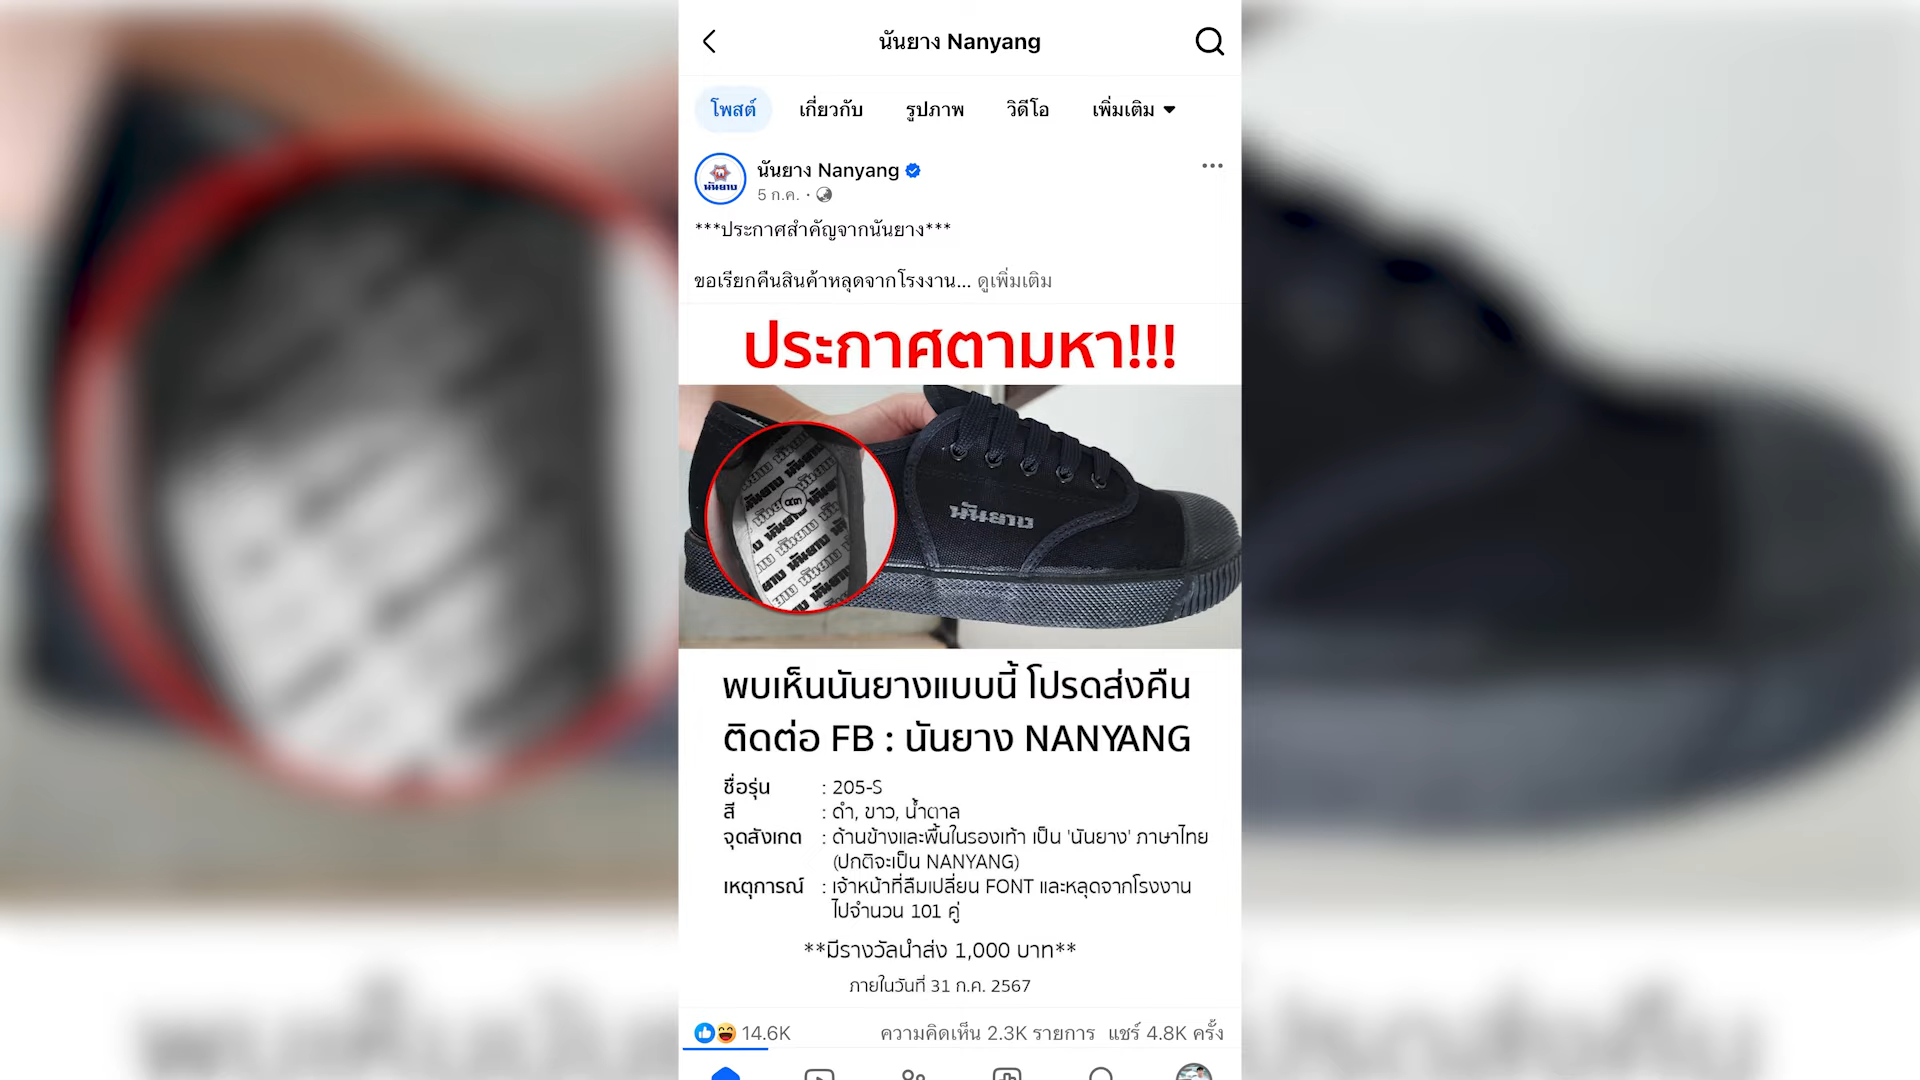 นันยาง Nanyang
โพสต์ เกี่ยวกับ รูปภาพ วิดีโอ เพิ่มเติม
นันยาง
นันยาง Nanyang
5 ก.ค. ·
***ประกาศสำคัญจากนันยาง***
ขอเรียกคืนสินค้าหลุดจากโรงงาน... ดูเพิ่มเติม
ประกาศตามหา!!!
นันยาง
นันยาง นันยาง
พบเห็นนันยางแบบนี้ โปรดส่งคืน
ติดต่อ FB : นันยาง NANYANG
ชื่อรุ่น : 205-S
สี : ดำ, ขาว, น้ำตาล
จุดสังเกต : ด้านข้างและพื้นในรองเท้า เป็น 'นันยาง' ภาษาไทย
(ปกติจะเป็น NANYANG)
เหตุการณ์ : เจ้าหน้าที่ลืมเปลี่ยน FONT และหลุดจากโรงงาน
ไปจำนวน 101 คู่
**มีรางวัลนำส่ง 1,000 บาท**
ภายในวันที่ 31 ก.ค. 2567
14.6K ความคิดเห็น 2.3K รายการ แชร์ 4.8K ครั้ง